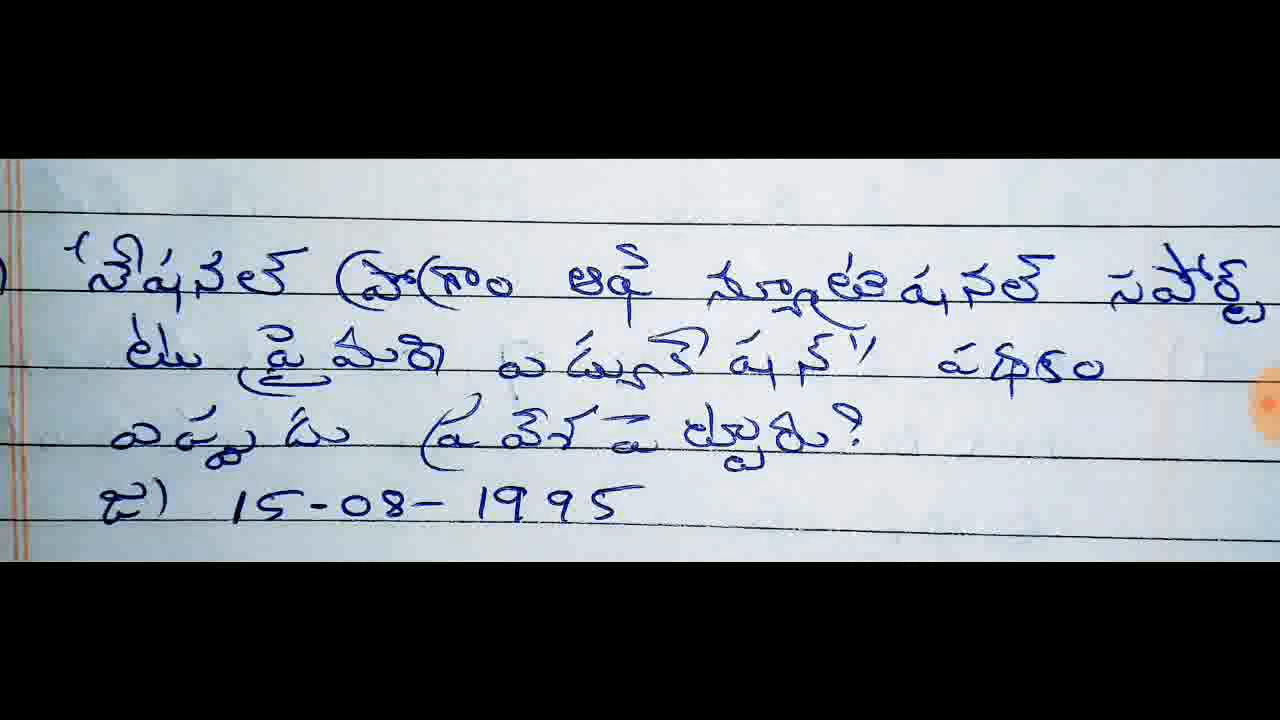 ) "నేషనల్ ప్రోగ్రాం ఆఫ్ న్యూట్రిషనల్ సపోర్ట్
టు ప్రైమరీ ఎడ్యుకేషన్" పథకం
ఎప్పుడు ప్రవేశపెట్టారు?
జ) 15-08-1995